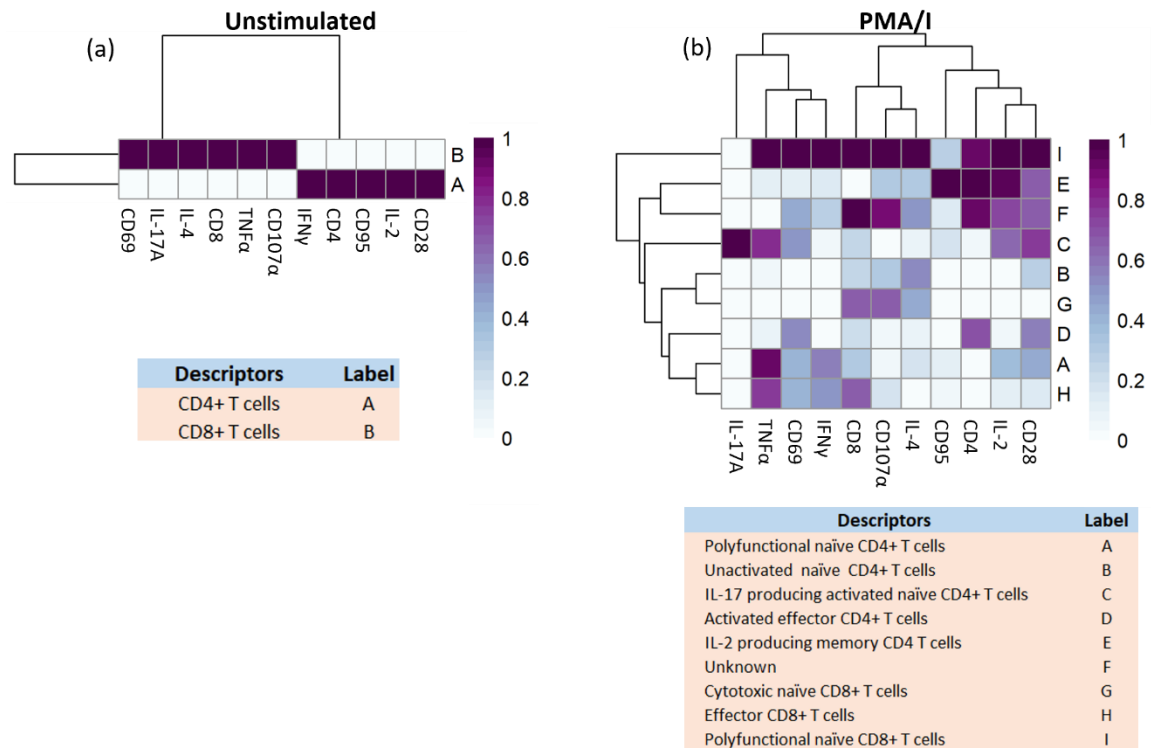 Unstimulated
(a)
B
A
CD69 IL-17A IL-4 CD8 TNFα CD107α IFNγ CD4 CD95 IL-2 CD28
1
0.8
0.6
0.4
0.2
0
Descriptors Label
CD4+ T cells A
CD8+ T cells B
PMA/I
(b)
I
E
F
C
B
G
D
A
H
IL-17A TNFα CD69 IFNγ CD8 CD107α IL-4 CD95 CD4 IL-2 CD28
1
0.8
0.6
0.4
0.2
0
Descriptors Label
Polyfunctional naïve CD4+ T cells A
Unactivated naïve CD4+ T cells B
IL-17 producing activated naïve CD4+ T cells C
Activated effector CD4+ T cells D
IL-2 producing memory CD4 T cells E
Unknown F
Cytotoxic naïve CD8+ T cells G
Effector CD8+ T cells H
Polyfunctional naïve CD8+ T cells I